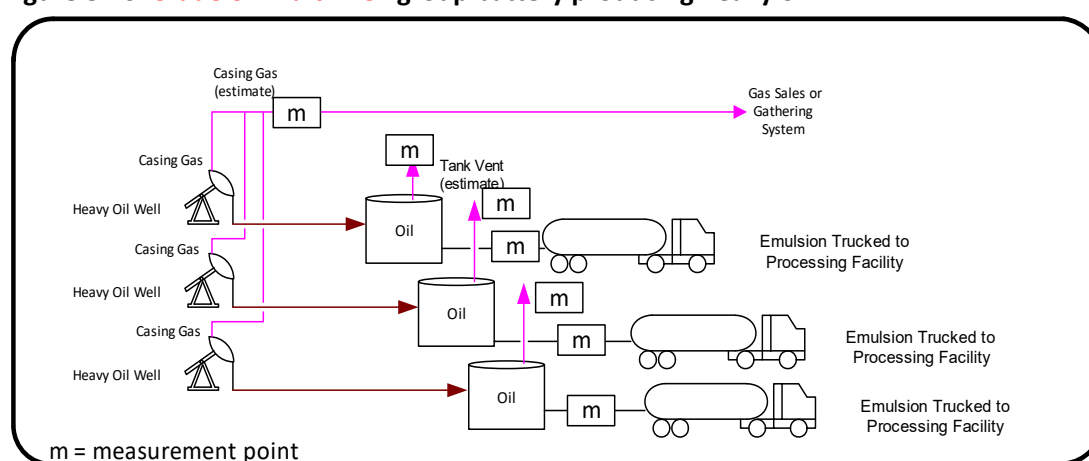 Casing Gas
(estimate)
m
Gas Sales or
Gathering
System
Casing Gas
m
Tank Vent
(estimate)
m
Heavy Oil Well
Oil
m
Emulsion Trucked to
Processing Facility
Casing Gas
Heavy Oil Well
Oil
m
m
Emulsion Trucked to
Processing Facility
Casing Gas
Heavy Oil Well
Oil
m
Emulsion Trucked to
Processing Facility
m = measurement point